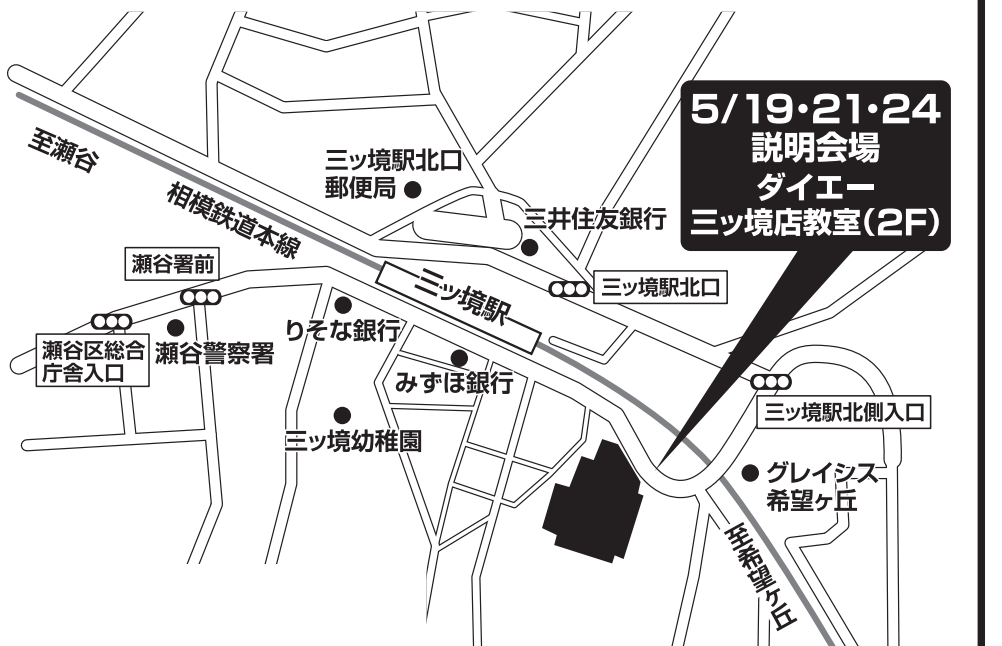 5/19・21・24
説明会場
ダイエー
三ッ境店教室(2F)
至瀬谷
三ッ境駅北口
郵便局
相模鉄道本線
三井住友銀行
瀬谷署前
三ッ境駅
三ッ境駅北口
りそな銀行
瀬谷区総合
庁舎入口
瀬谷警察署
みずほ銀行
三ッ境駅北側入口
三ッ境幼稚園
グレイシス
希望ヶ丘
至希望ヶ丘